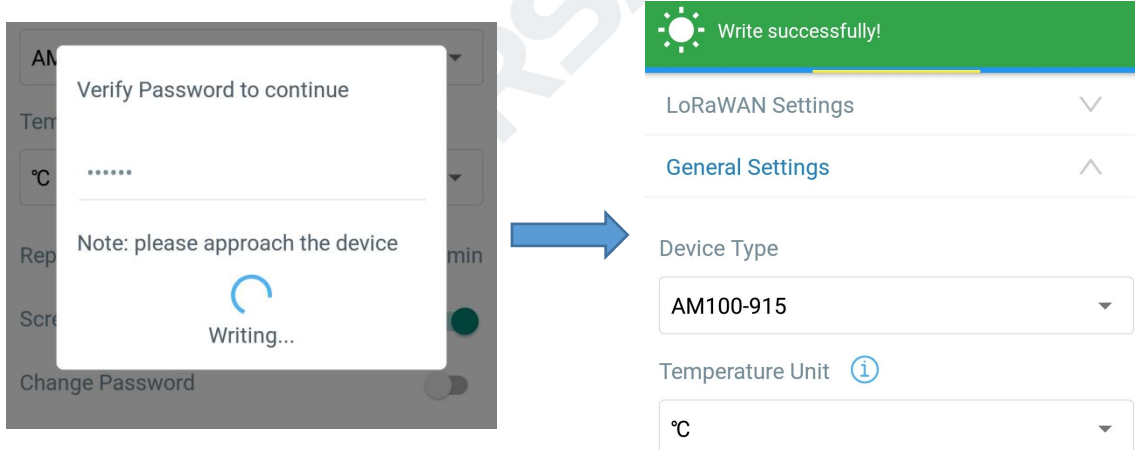 AM
Verify Password to continue
Tem
℃
••••••
Note: please approach the device
Rep
min
Scre
Writing...
Change Password
Write successfully!
LoRaWAN Settings
General Settings
Device Type
AM100-915
Temperature Unit i
℃